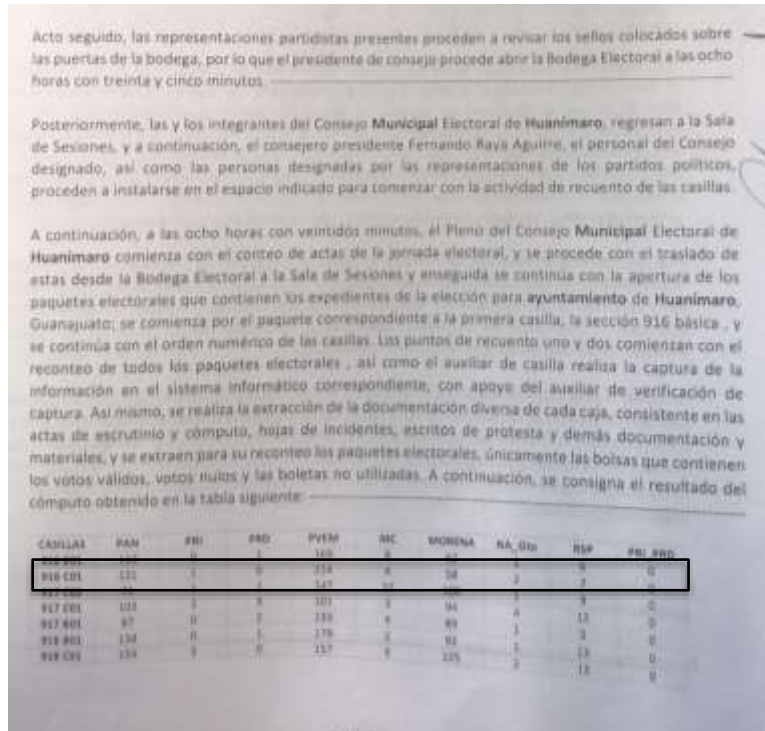 Acto seguido, las representaciones partidistas presentes proceden a revisar los sellos colocados sobre
las puertas de la bodega, por lo que el presidente de consejo procede abrir la Bodega Electoral a las ocho
horas con treinta y cinco minutos.
Posteriormente, las y los integrantes del Consejo Municipal Electoral de Huanímaro, regresan a la Sala
de Sesiones, y a continuación, el consejero presidente Fernando Raya Aguirre, el personal del Consejo
designado, así como las personas designadas por las representaciones de los partidos políticos,
proceden a instalarse en el espacio indicado para comenzar con la actividad de recuento de las casillas.
A continuación, a las ocho horas con veintidos minutos, el Pleno del Consejo Municipal Electoral de
Huanímaro comienza con el conteo de actas de la jornada electoral, y se procede con el traslado de
estas desde la Bodega Electoral a la Sala de Sesiones y enseguida se continúa con la apertura de los
paquetes electorales que contienen los expedientes de la elección para ayuntamiento de Huanímaro,
Guanajuato; se comienza por el paquete correspondiente a la primera casilla, la sección 916 básica , y
se continúa con el orden numérico de las casillas. Los puntos de recuento uno y dos comienzan con el
reconteo de todos los paquetes electorales , así como el auxiliar de casilla realiza la captura de la
información en el sistema informático correspondiente, con apoyo del auxiliar de verificación de
captura. Asi mismo, se realiza la extracción de la documentación diversa de cada caja, consistente en las
actas de escrutinio y cómputo, hojas de incidentes, escritos de protesta y demás documentación y
materiales, y se extraen para su reconteo los paquetes electorales, únicamente las bolsas que contienen
los votos válidos, votos nulos y las boletas no utilizadas. A continuación, se consigna el resultado del
cómputo obtenido en la tabla siguiente:
CASILLAS PAN PRI PRD PVEM MC MORENA NA_Gto RSP PRI_PRD
916 C01 0
917 B01 0
918 B01 0
918 C01 0